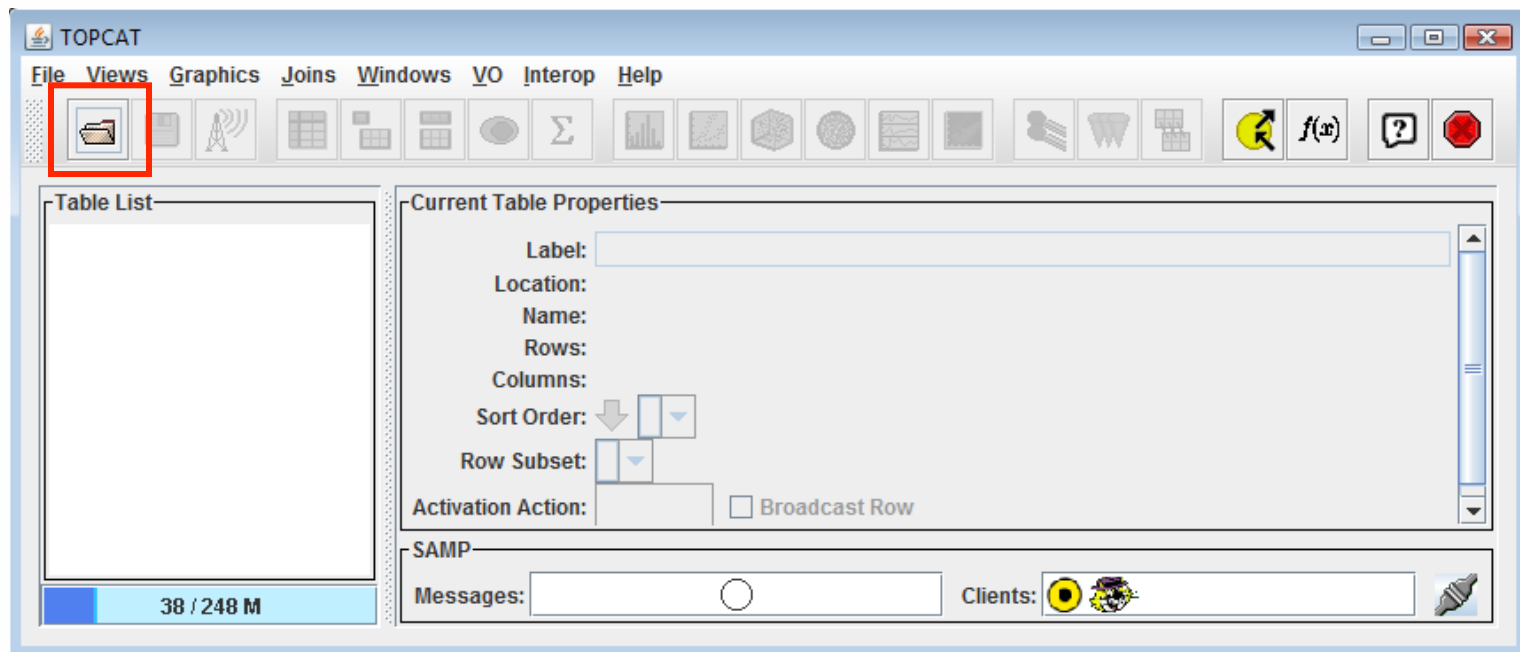 TOPCAT
File Views Graphics Joins Windows VO Interop Help
Σ f(x) ?
Table List
Current Table Properties
Label:
Location:
Name:
Rows:
Columns:
Sort Order:
Row Subset:
Activation Action: Broadcast Row
SAMP
38 / 248 M
Messages: Clients: